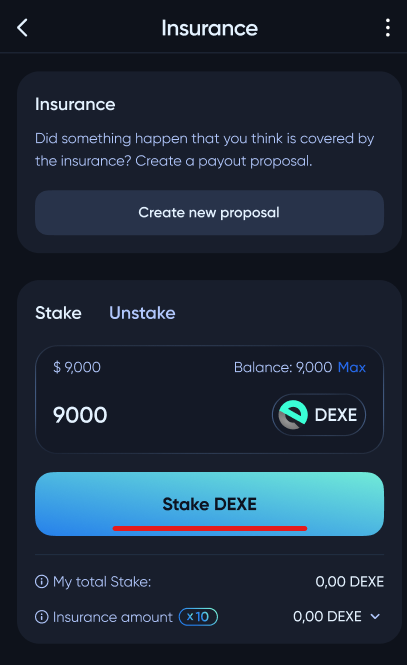 Insurance
Insurance
Did something happen that you think is covered by
the insurance? Create a payout proposal.
Create new proposal
Stake Unstake
$ 9,000 Balance: 9,000 Max
9000 DEXE
Stake DEXE
My total Stake: 0,00 DEXE
Insurance amount x10 0,00 DEXE